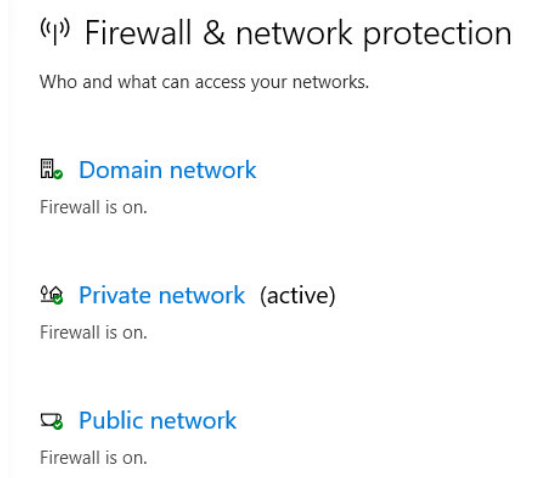 Firewall & network protection
Who and what can access your networks.
Domain network
Firewall is on.
Private network (active)
Firewall is on.
Public network
Firewall is on.